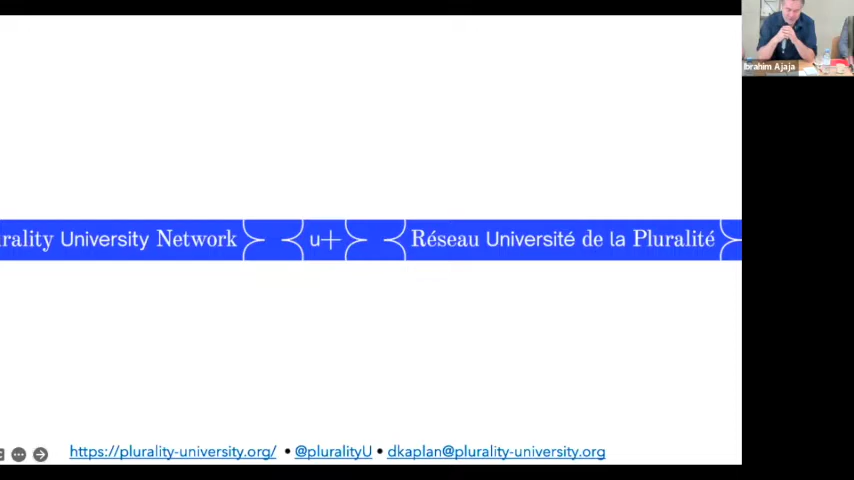 Ibrahim Ajaja
rality University Network u+ Réseau Université de la Pluralité
https://plurality-university.org/ • @pluralityU • dkaplan@plurality-university.org